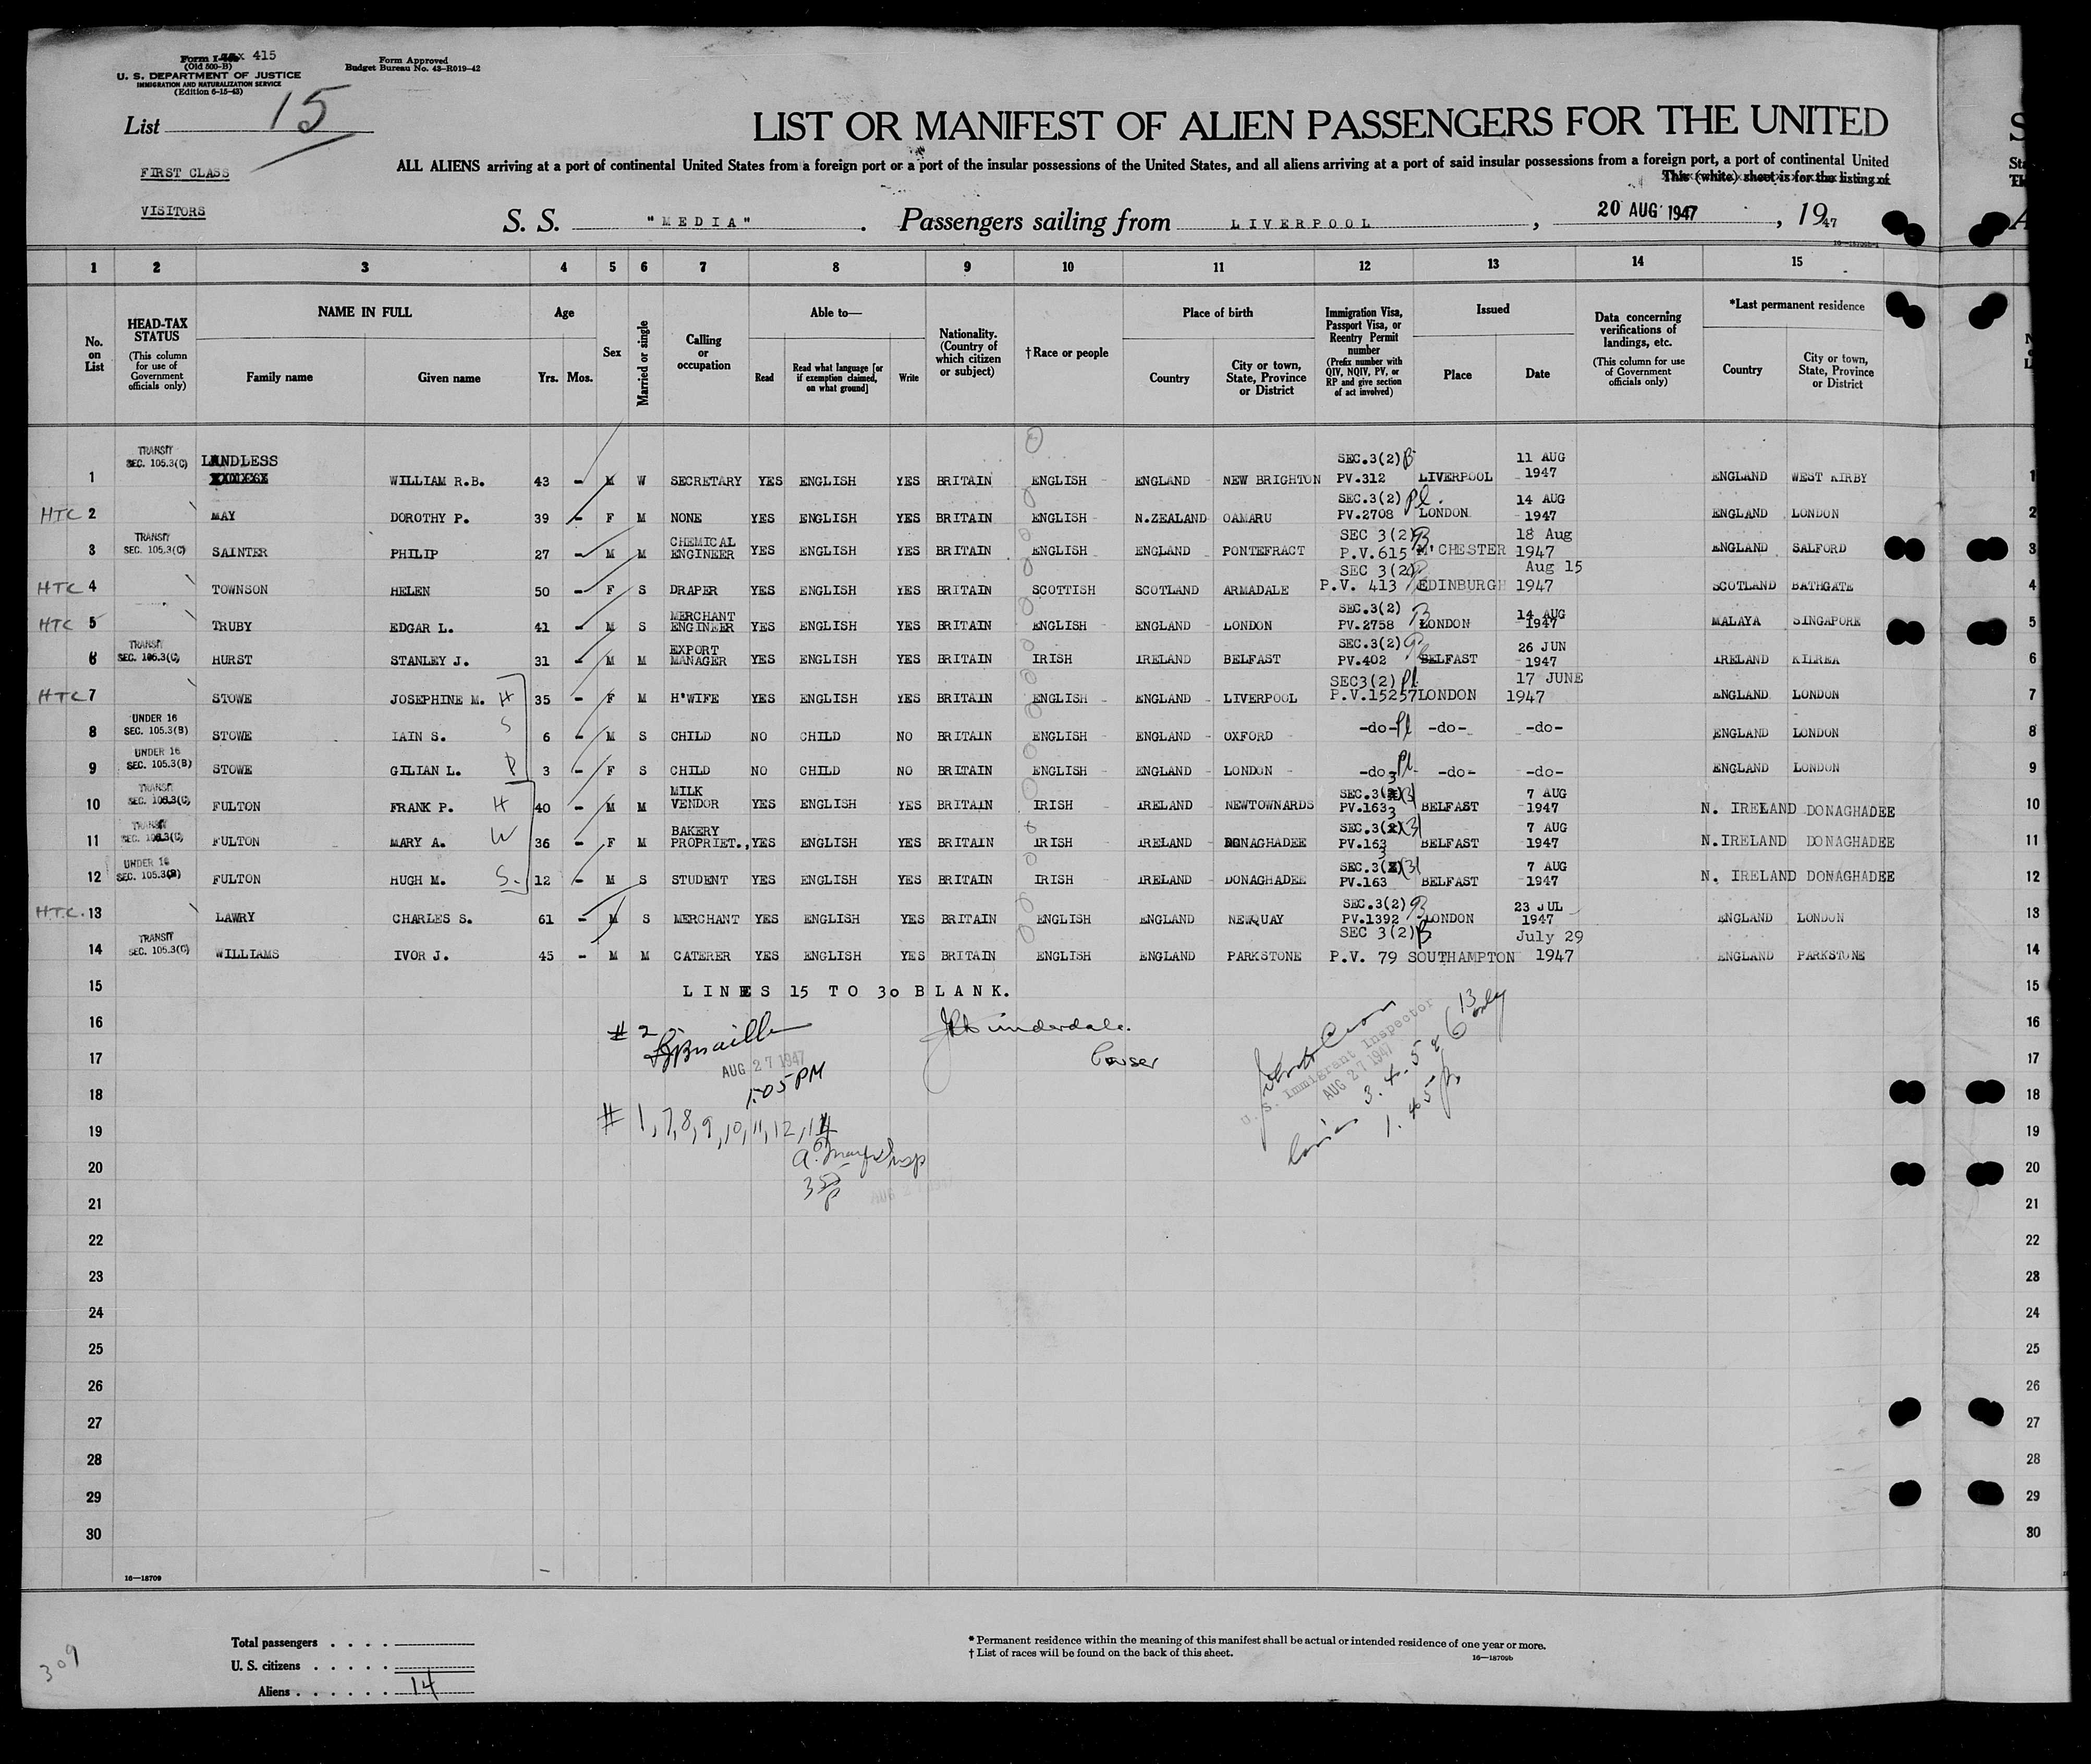 Form I- 415
(Old 500-B)
U. S. DEPARTMENT OF JUSTICE
IMMIGRATION AND NATURALIZATION SERVICE
(Edition 6-15-43)
Form Approved
Budget Bureau No. 43-R019-42
List 15
LIST OR MANIFEST OF ALIEN PASSENGERS FOR THE UNITED
ALL ALIENS arriving at a port of continental United States from a foreign port or a port of the insular possessions of the United States, and all aliens arriving at a port of said insular possessions from a foreign port, a port of continental United
This (white) sheet is for the listing of
FIRST CLASS
VISITORS
S. S. "MEDIA". Passengers sailing from LIVERPOOL, 20 AUG 1947, 1947
1 2 3 4 5 6 7 8 9 10 11 12 13 14 15
No. on List
HEAD-TAX STATUS (This column for use of Government officials only)
NAME IN FULL Family name Given name
Age Yrs. Mos.
Sex
Married or single
Calling or occupation
Able to— Read Read what language [or if exemption claimed, on what ground] Write
Nationality. (Country of which citizen or subject)
†Race or people
Place of birth Country City or town, State, Province or District
Immigration Visa, Passport Visa, or Reentry Permit number (Prefix number with QIV, NQIV, PV, or RP and give section of act involved)
Issued Place Date
Data concerning verifications of landings, etc. (This column for use of Government officials only)
*Last permanent residence Country City or town, State, Province or District
1 TRANSIT SEC. 105.3(C) LANDLESS WILLIAM R.B. 43 - M W SECRETARY YES ENGLISH YES BRITAIN ENGLISH ENGLAND NEW BRIGHTON SEC.3(2) PV.312 LIVERPOOL 11 AUG 1947 ENGLAND WEST KIRBY 1
HTC 2 MAY DOROTHY P. 39 - F M NONE YES ENGLISH YES BRITAIN ENGLISH N.ZEALAND OAMARU SEC.3(2) PV.2708 LONDON 14 AUG 1947 ENGLAND LONDON 2
3 TRANSIT SEC. 105.3(C) SAINTER PHILIP 27 - M M CHEMICAL ENGINEER YES ENGLISH YES BRITAIN ENGLISH ENGLAND PONTEFRACT SEC 3(2) P.V.615 M'CHESTER 18 Aug 1947 ENGLAND SALFORD 3
HTC 4 TOWNSON HELEN 50 - F S DRAPER YES ENGLISH YES BRITAIN SCOTTISH SCOTLAND ARMADALE SEC 3(2) P.V. 413 EDINBURGH Aug 15 1947 SCOTLAND BATHGATE 4
HTC 5 TRUBY EDGAR L. 41 - M S MERCHANT ENGINEER YES ENGLISH YES BRITAIN ENGLISH ENGLAND LONDON SEC.3(2) PV.2758 LONDON 14 AUG 1947 MALAYA SINGAPORE 5
6 TRANSIT SEC. 105.3(C) HURST STANLEY J. 31 - M M EXPORT MANAGER YES ENGLISH YES BRITAIN IRISH IRELAND BELFAST SEC.3(2) PV.402 BELFAST 26 JUN 1947 IRELAND KILREA 6
HTC 7 STOWE JOSEPHINE M. H 35 - F M H'WIFE YES ENGLISH YES BRITAIN ENGLISH ENGLAND LIVERPOOL SEC3(2) P.V.15257 LONDON 17 JUNE 1947 ENGLAND LONDON 7
8 UNDER 16 SEC. 105.3(B) STOWE IAIN S. S 6 - M S CHILD NO CHILD NO BRITAIN ENGLISH ENGLAND OXFORD -do- -do- -do- ENGLAND LONDON 8
9 UNDER 16 SEC. 105.3(B) STOWE GILIAN L. D 3 - F S CHILD NO CHILD NO BRITAIN ENGLISH ENGLAND LONDON -do- -do- -do- ENGLAND LONDON 9
10 TRANSIT SEC. 105.3(C) FULTON FRANK P. H 40 - M M MILK VENDOR YES ENGLISH YES BRITAIN IRISH IRELAND NEWTOWNARDS SEC.3(3) PV.163 BELFAST 7 AUG 1947 N. IRELAND DONAGHADEE 10
11 TRANSIT SEC. 105.3(C) FULTON MARY A. W 36 - F M BAKERY PROPRIET., YES ENGLISH YES BRITAIN IRISH IRELAND DONAGHADEE SEC.3(2)(3) PV.163 BELFAST 7 AUG 1947 N.IRELAND DONAGHADEE 11
12 UNDER 16 SEC. 105.3(B) FULTON HUGH M. S. 12 - M S STUDENT YES ENGLISH YES BRITAIN IRISH IRELAND DONAGHADEE SEC.3(2)(3) PV.163 BELFAST 7 AUG 1947 N. IRELAND DONAGHADEE 12
HTC. 13 LAWRY CHARLES S. 61 - M S MERCHANT YES ENGLISH YES BRITAIN ENGLISH ENGLAND NEWQUAY SEC.3(2) PV.1392 LONDON 23 JUL 1947 ENGLAND LONDON 13
14 TRANSIT SEC. 105.3(C) WILLIAMS IVOR J. 45 - M M CATERER YES ENGLISH YES BRITAIN ENGLISH ENGLAND PARKSTONE SEC 3(2) P.V. 79 SOUTHAMPTON July 29 1947 ENGLAND PARKSTONE 14
15 LINES 15 TO 30 BLANK. 15
16 # 2 16
17 AUG 27 1947 17
18 1:05 PM U. S. Immigrant Inspector AUG 27 1947 18
19 # 1,7,8,9,10,11,12,14 19
20 20
21 AUG 27 1947 21
22 22
23 23
24 24
25 25
26 26
27 27
28 28
29 29
30 30
16—18709
Total passengers
U. S. citizens
Aliens 14
309
* Permanent residence within the meaning of this manifest shall be actual or intended residence of one year or more.
† List of races will be found on the back of this sheet.
16—18709b